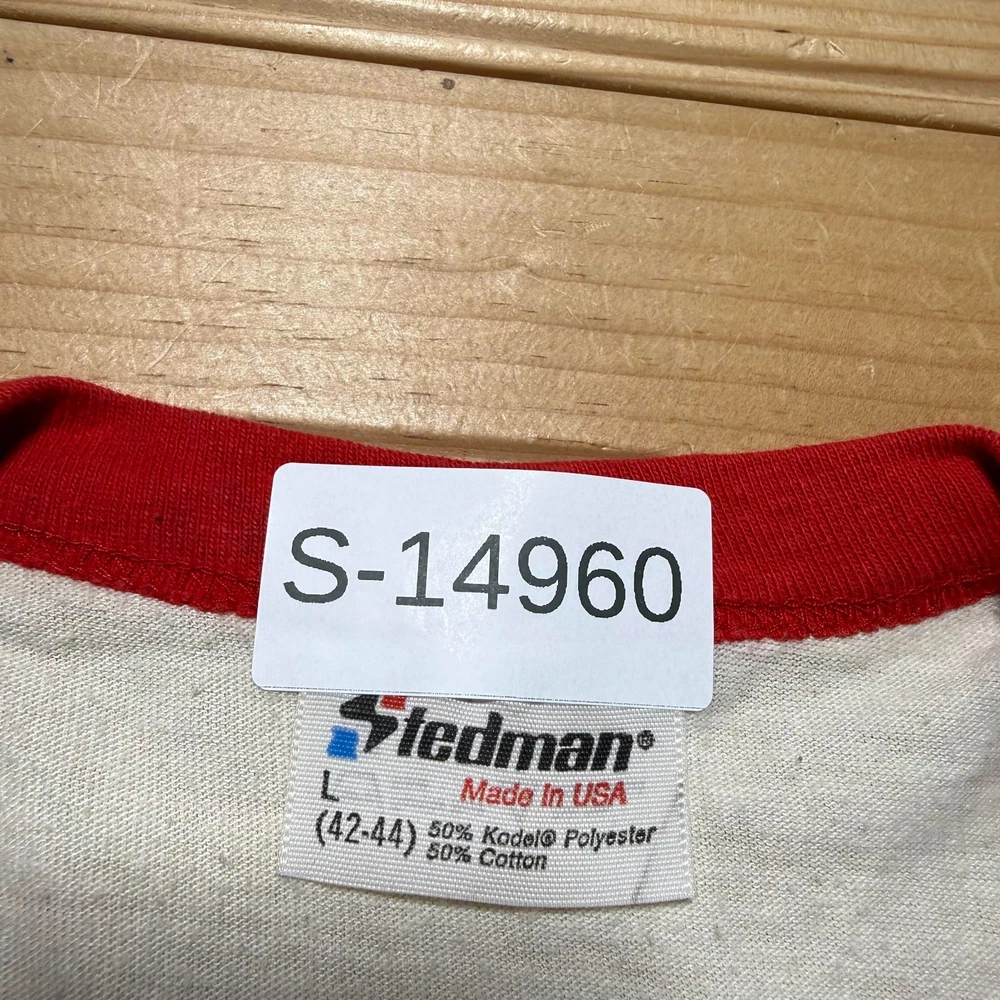 S-14960
Stedman®
L
Made In USA
(42-44) 50% Kodel® Polyester
50% Cotton